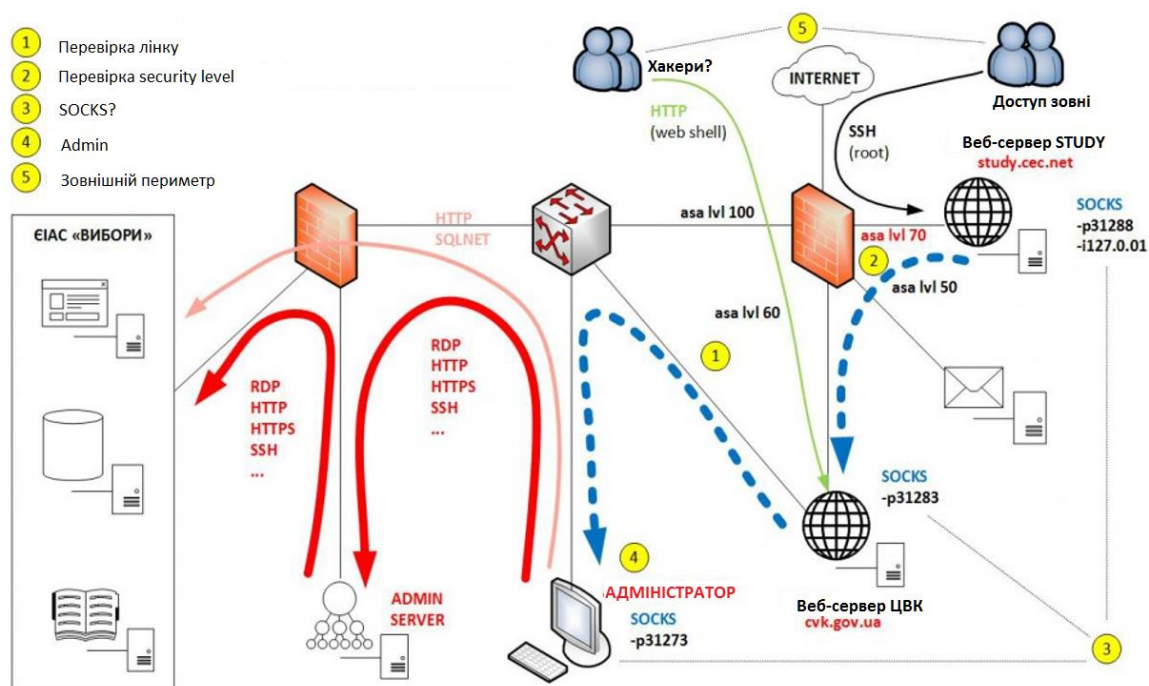 1 Перевірка лінку
2 Перевірка security level
3 SOCKS?
4 Admin
5 Зовнішній периметр
5
Хакери?
INTERNET
Доступ зовні
HTTP
(web shell)
SSH
(root)
Веб-сервер STUDY
study.cec.net
SOCKS
-p31288
-i127.0.01
ЄІАС «ВИБОРИ»
HTTP
SQLNET
asa lvl 100
asa lvl 70
2
asa lvl 50
asa lvl 60
1
RDP
HTTP
HTTPS
SSH
...
RDP
HTTP
HTTPS
SSH
...
SOCKS
-p31283
4
АДМІНІСТРАТОР
ADMIN
SERVER
SOCKS
-p31273
Веб-сервер ЦВК
cvk.gov.ua
3